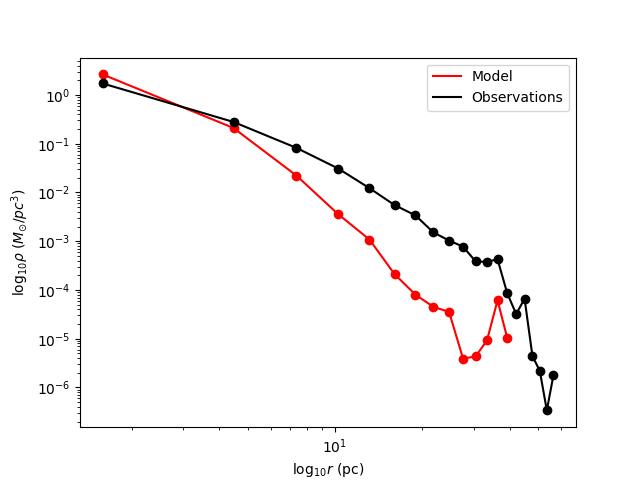 Model
Observations
10⁰
10⁻¹
10⁻²
10⁻³
10⁻⁴
10⁻⁵
10⁻⁶
log₁₀ρ (M⊙/pc³)
10¹
log₁₀r (pc)